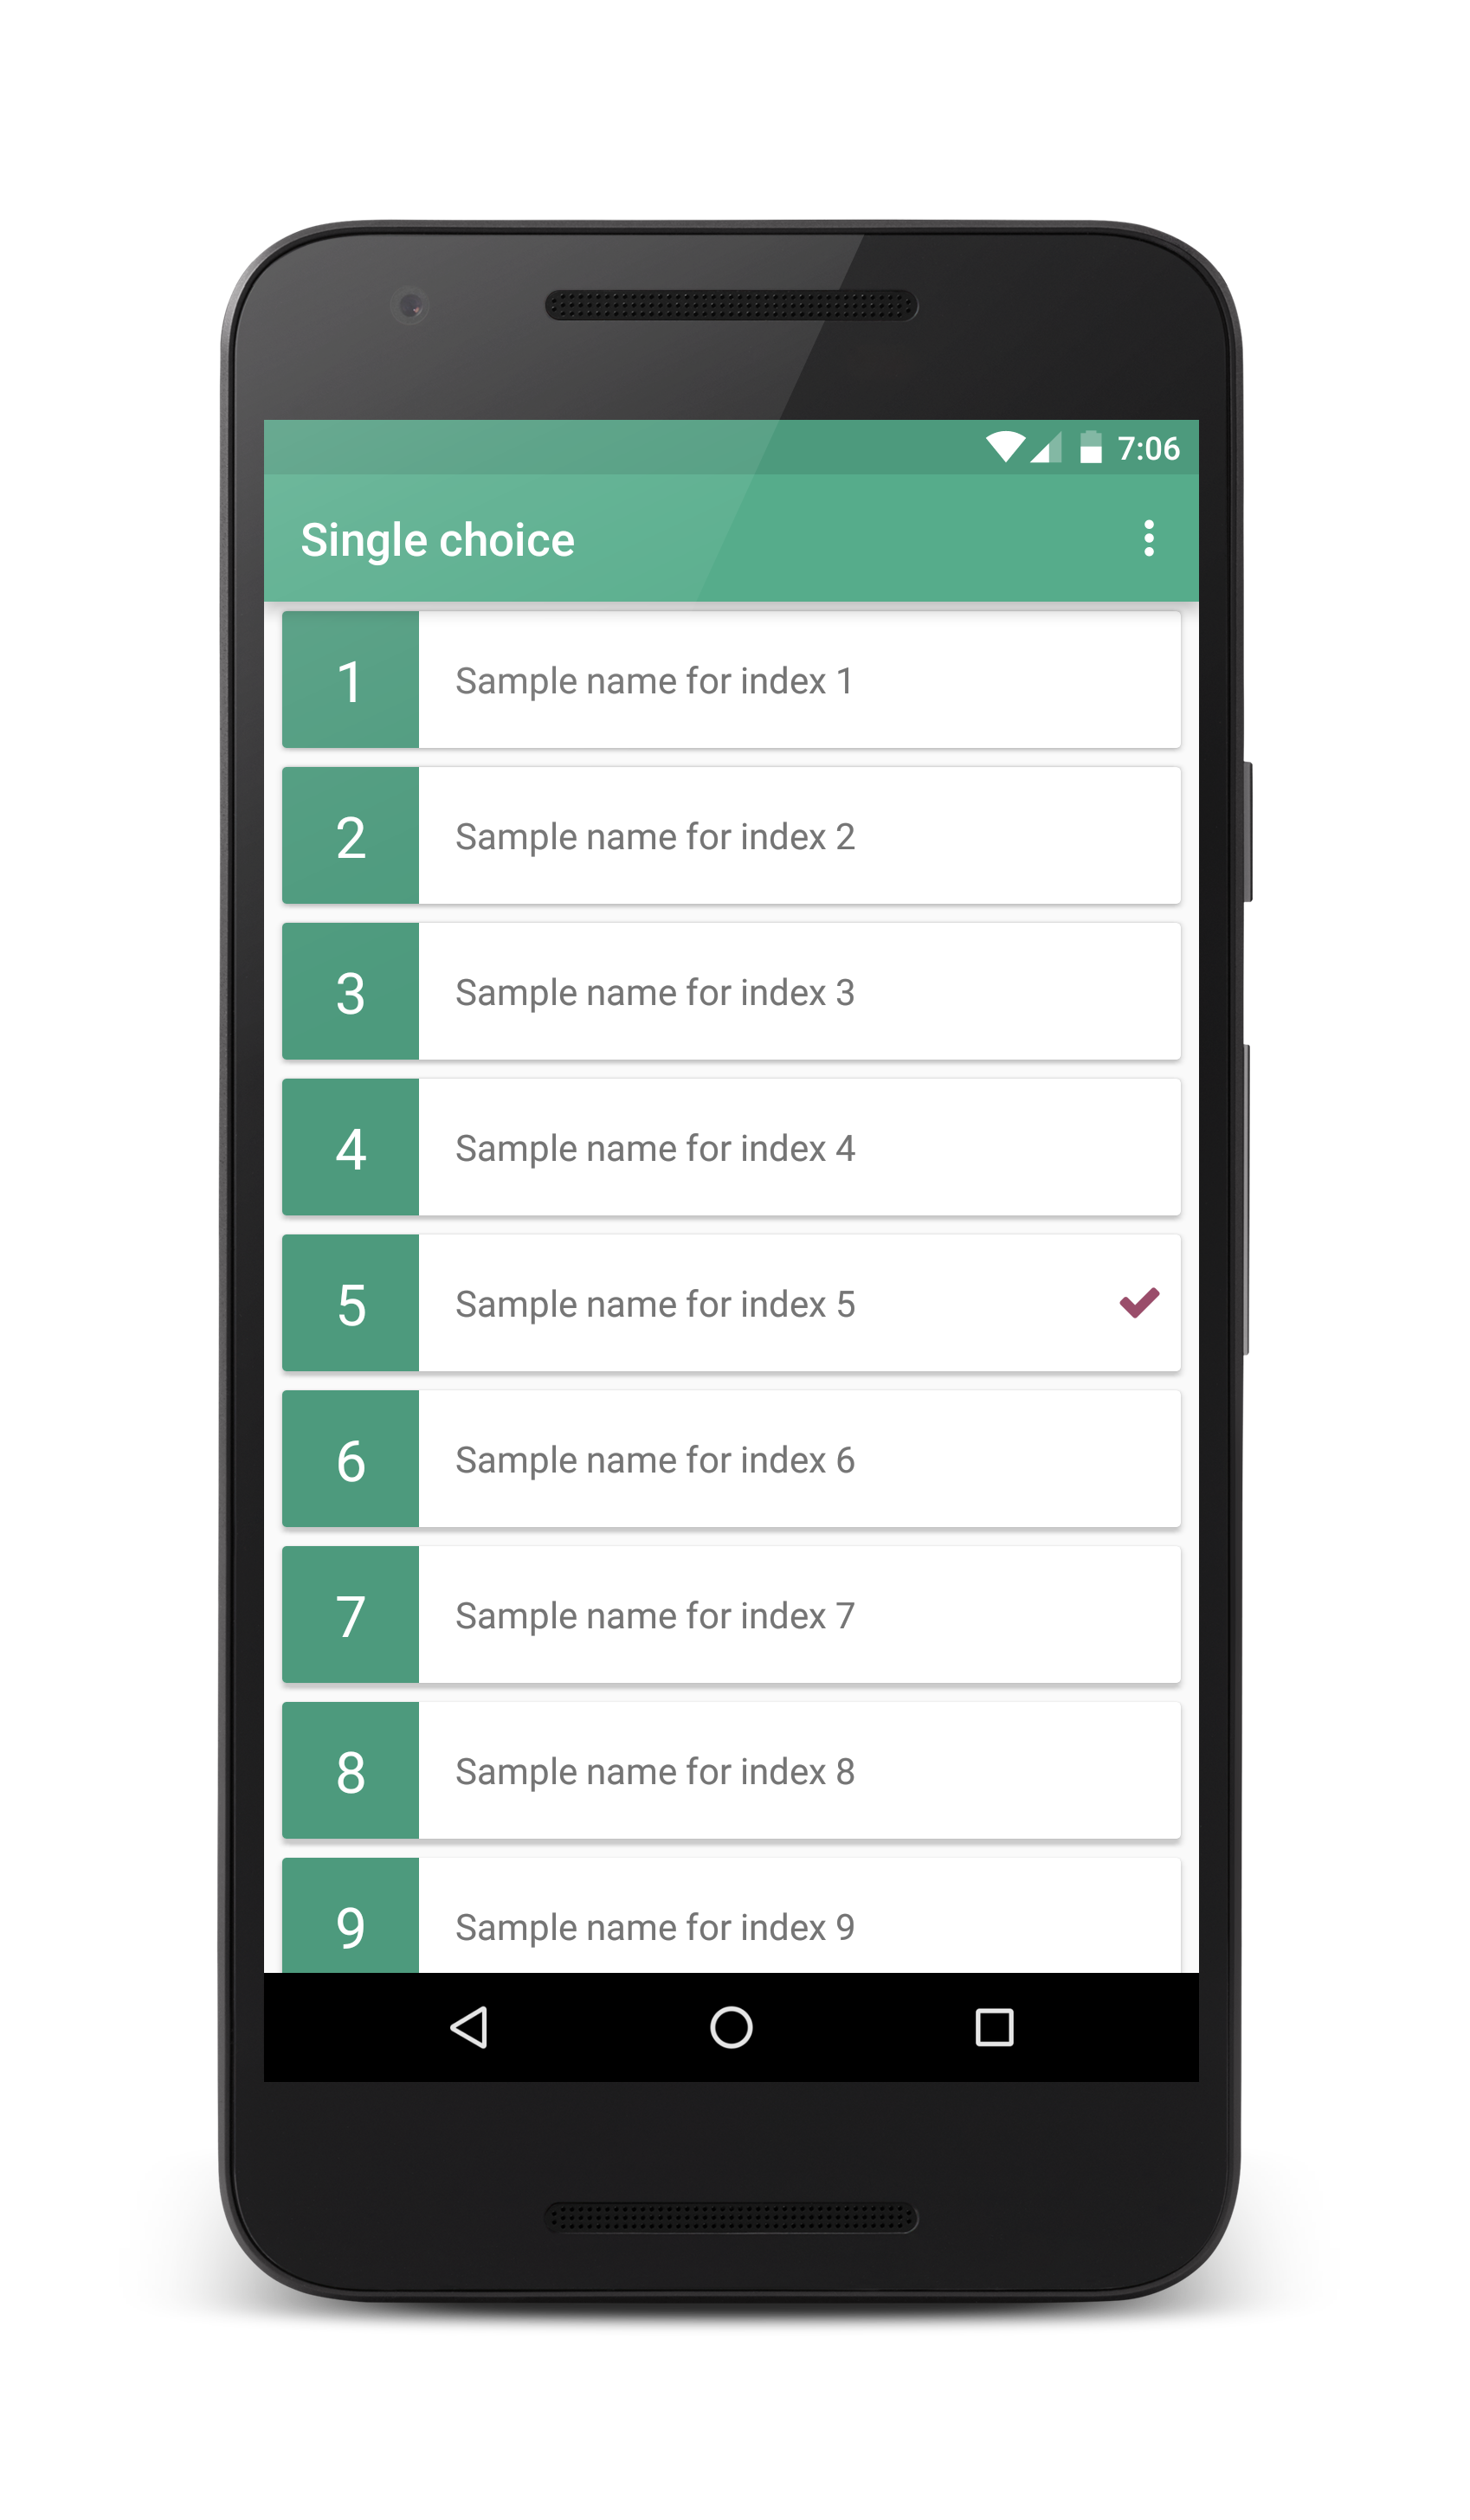 7:06
Single choice
1 Sample name for index 1
2 Sample name for index 2
3 Sample name for index 3
4 Sample name for index 4
5 Sample name for index 5
6 Sample name for index 6
7 Sample name for index 7
8 Sample name for index 8
9 Sample name for index 9